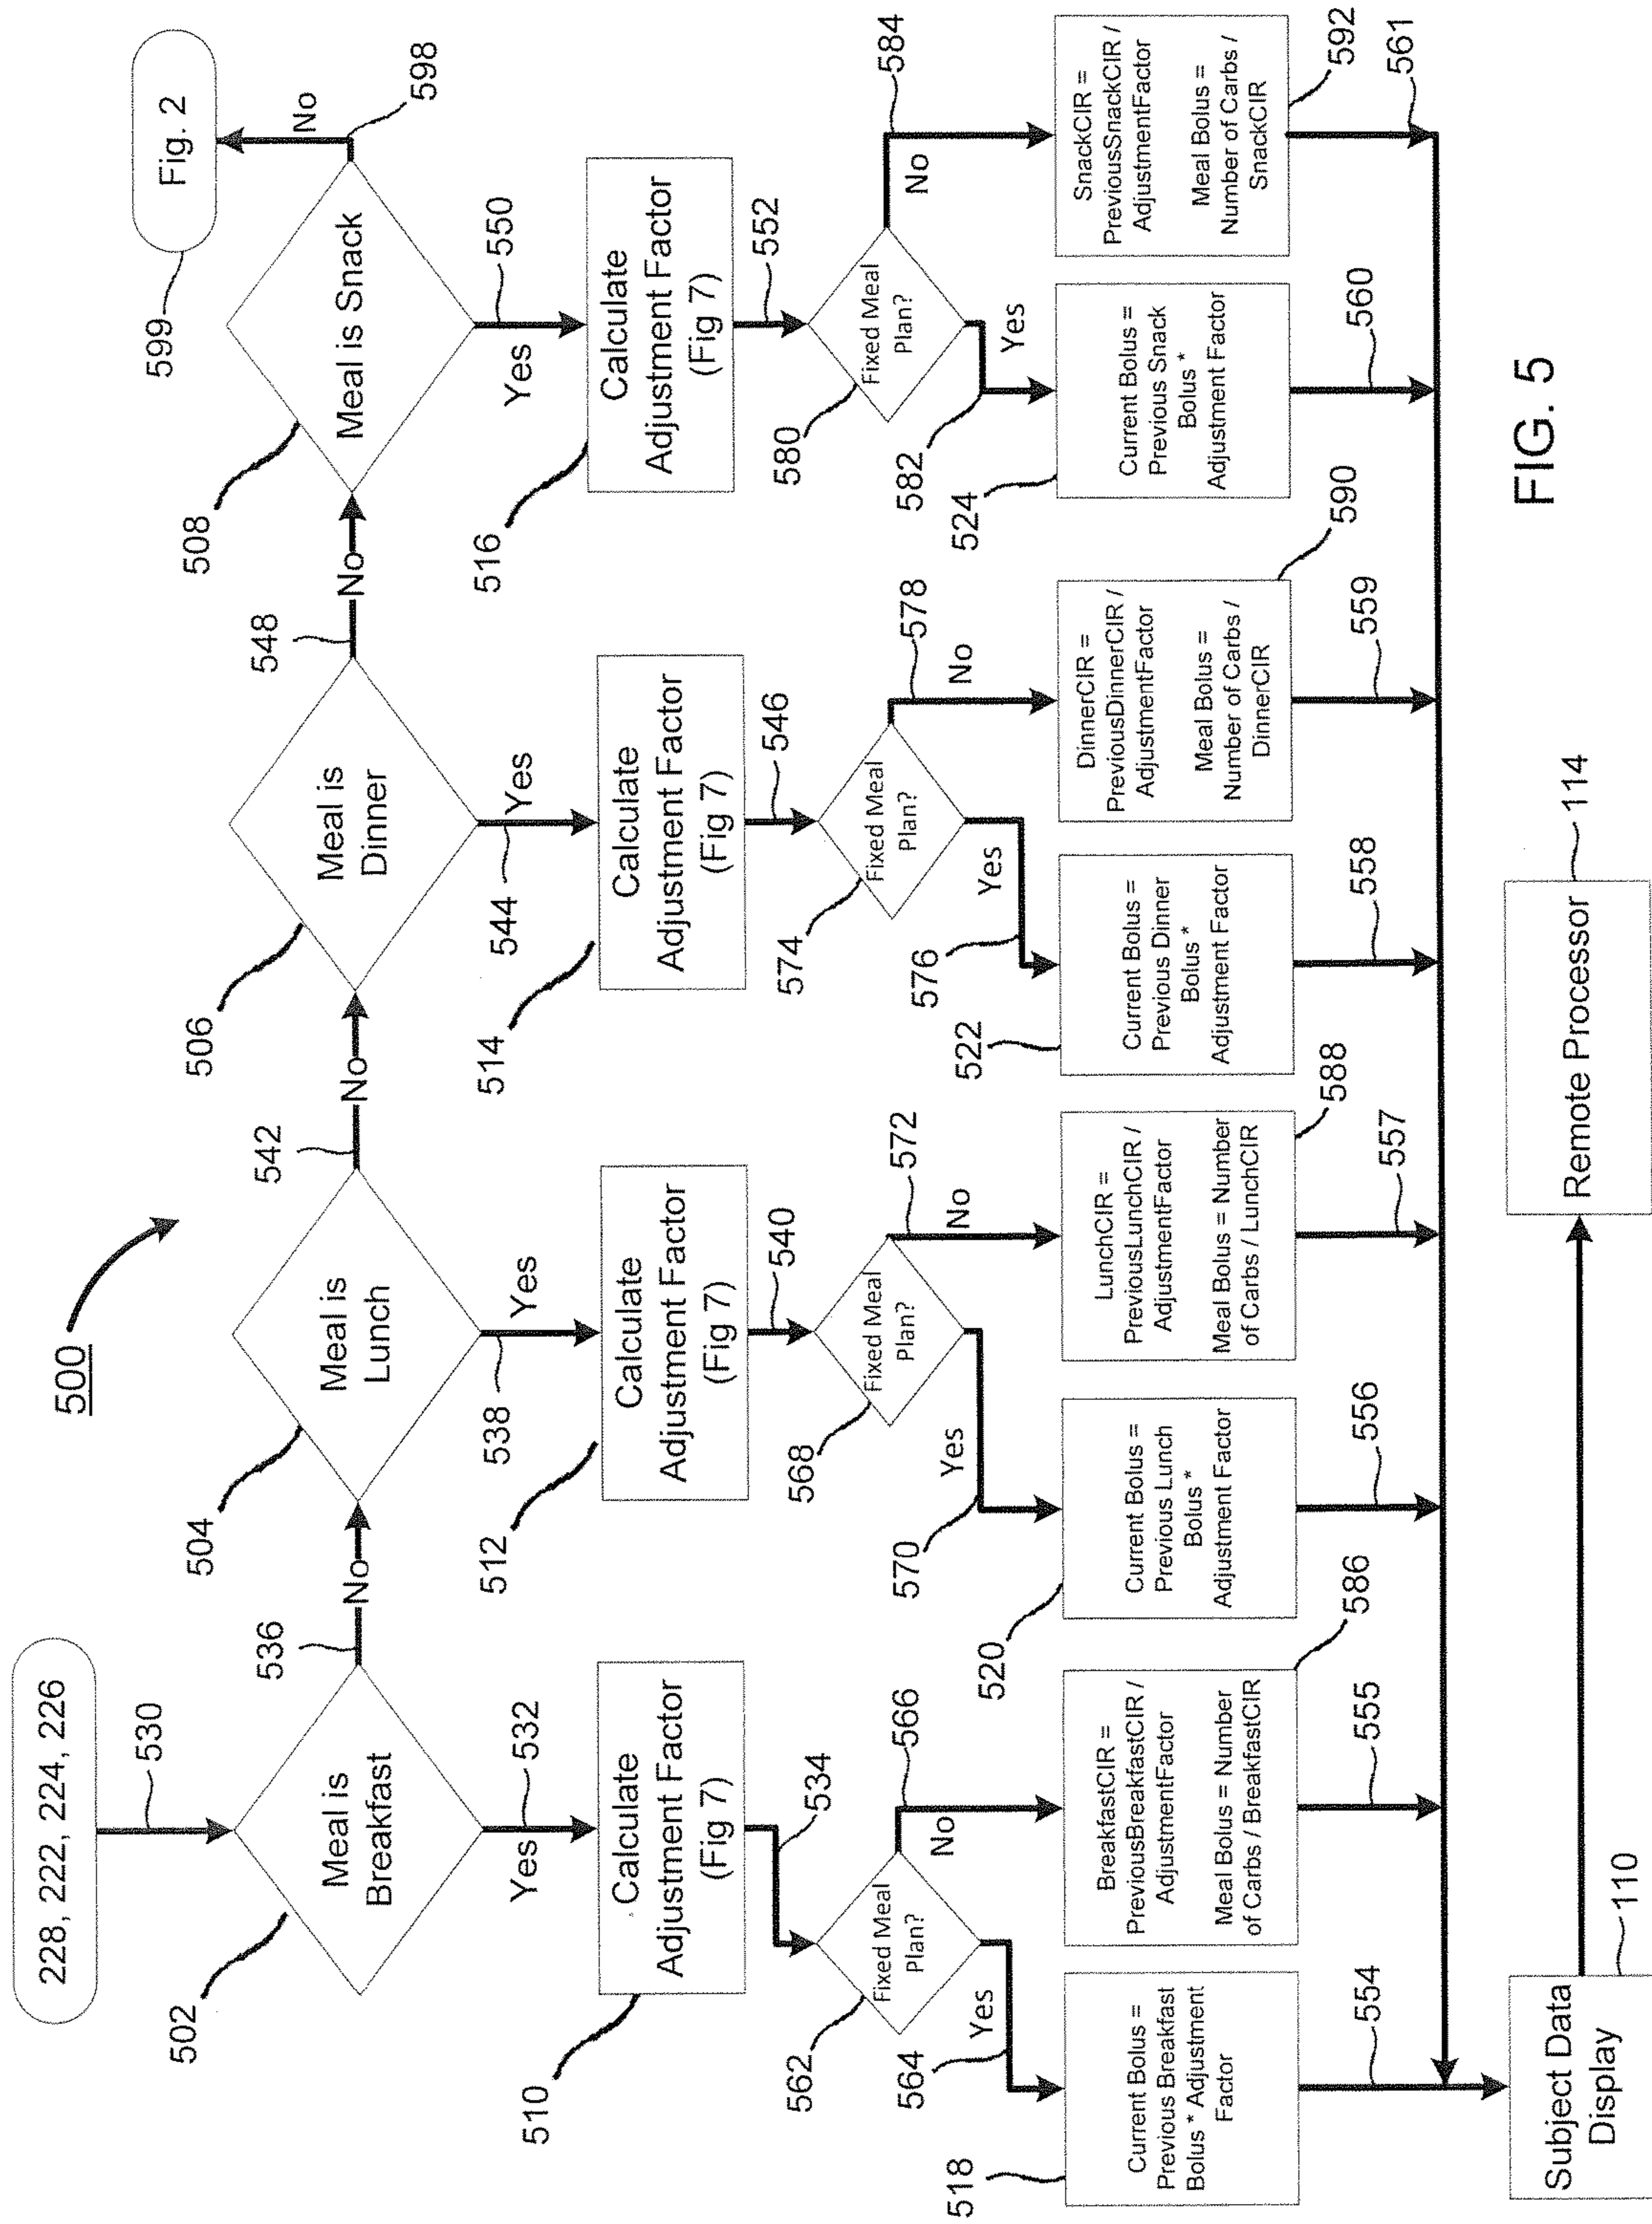 500
228, 222, 224, 226
530
502
Meal is
Breakfast
536
No
504
Meal is
Lunch
542
No
506
Meal is
Dinner
548
No
508
Meal is Snack
No
598
Fig. 2
599
Yes
532
Yes
538
544
Yes
Yes
550
510
Calculate
Adjustment Factor
(Fig 7)
534
512
Calculate
Adjustment Factor
(Fig 7)
540
514
Calculate
Adjustment Factor
(Fig 7)
546
516
Calculate
Adjustment Factor
(Fig 7)
552
562
Fixed Meal
Plan?
564
Yes
No
566
568
Fixed Meal
Plan?
570
Yes
No
572
574
Fixed Meal
Plan?
576
Yes
No
578
580
Fixed Meal
Plan?
582
Yes
No
584
518
Current Bolus =
Previous Breakfast
Bolus * Adjustment
Factor
554
BreakfastCIR =
PreviousBreakfastCIR /
AdjustmentFactor
Meal Bolus = Number
of Carbs / BreakfastCIR
586
555
520
Current Bolus =
Previous Lunch
Bolus *
Adjustment Factor
556
LunchCIR =
PreviousLunchCIR /
AdjustmentFactor
Meal Bolus = Number
of Carbs / LunchCIR
588
557
522
Current Bolus =
Previous Dinner
Bolus *
Adjustment Factor
558
DinnerCIR =
PreviousDinnerCIR /
AdjustmentFactor
Meal Bolus =
Number of Carbs /
DinnerCIR
590
559
524
Current Bolus =
Previous Snack
Bolus *
Adjustment Factor
560
SnackCIR =
PreviousSnackCIR /
AdjustmentFactor
Meal Bolus =
Number of Carbs /
SnackCIR
592
561
Subject Data
Display
110
Remote Processor
114
FIG. 5